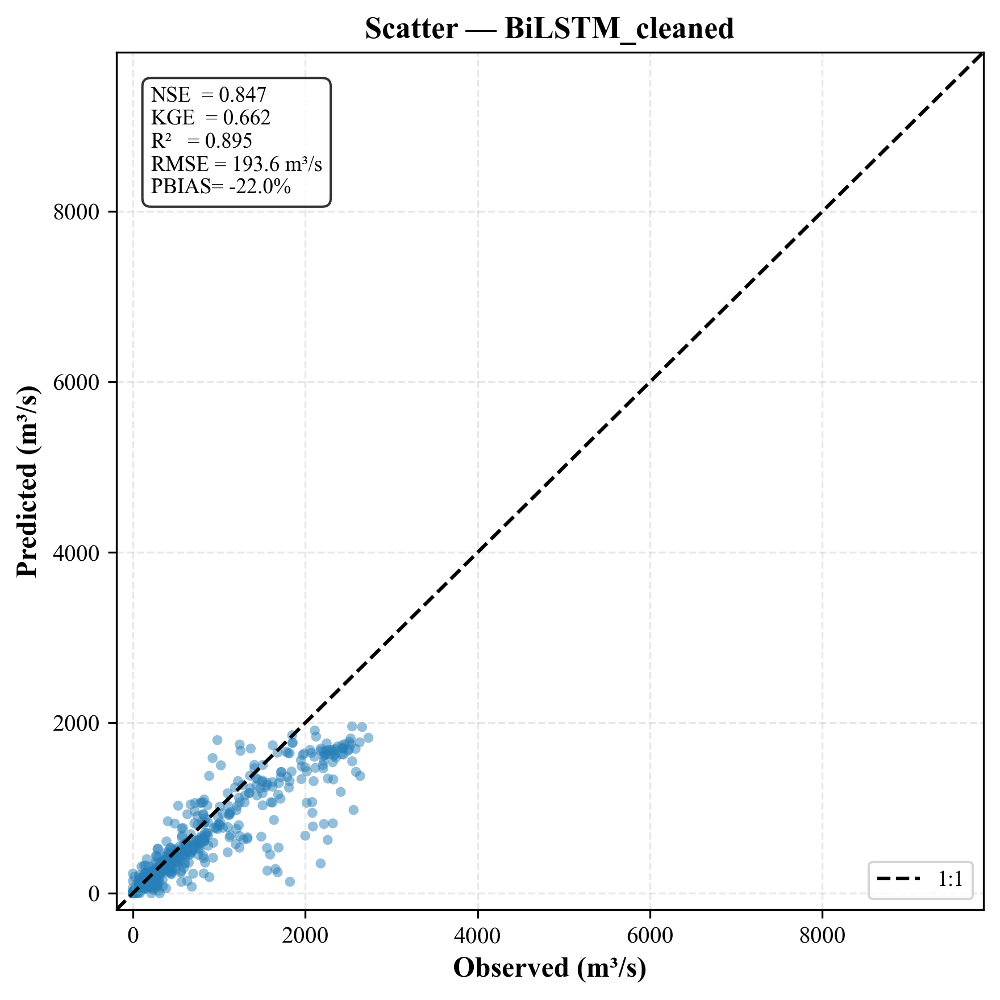 Scatter — BiLSTM_cleaned
NSE = 0.847
KGE = 0.662
R² = 0.895
RMSE = 193.6 m³/s
PBIAS= -22.0%
8000
6000
4000
2000
0
Predicted (m³/s)
1:1
0 2000 4000 6000 8000
Observed (m³/s)